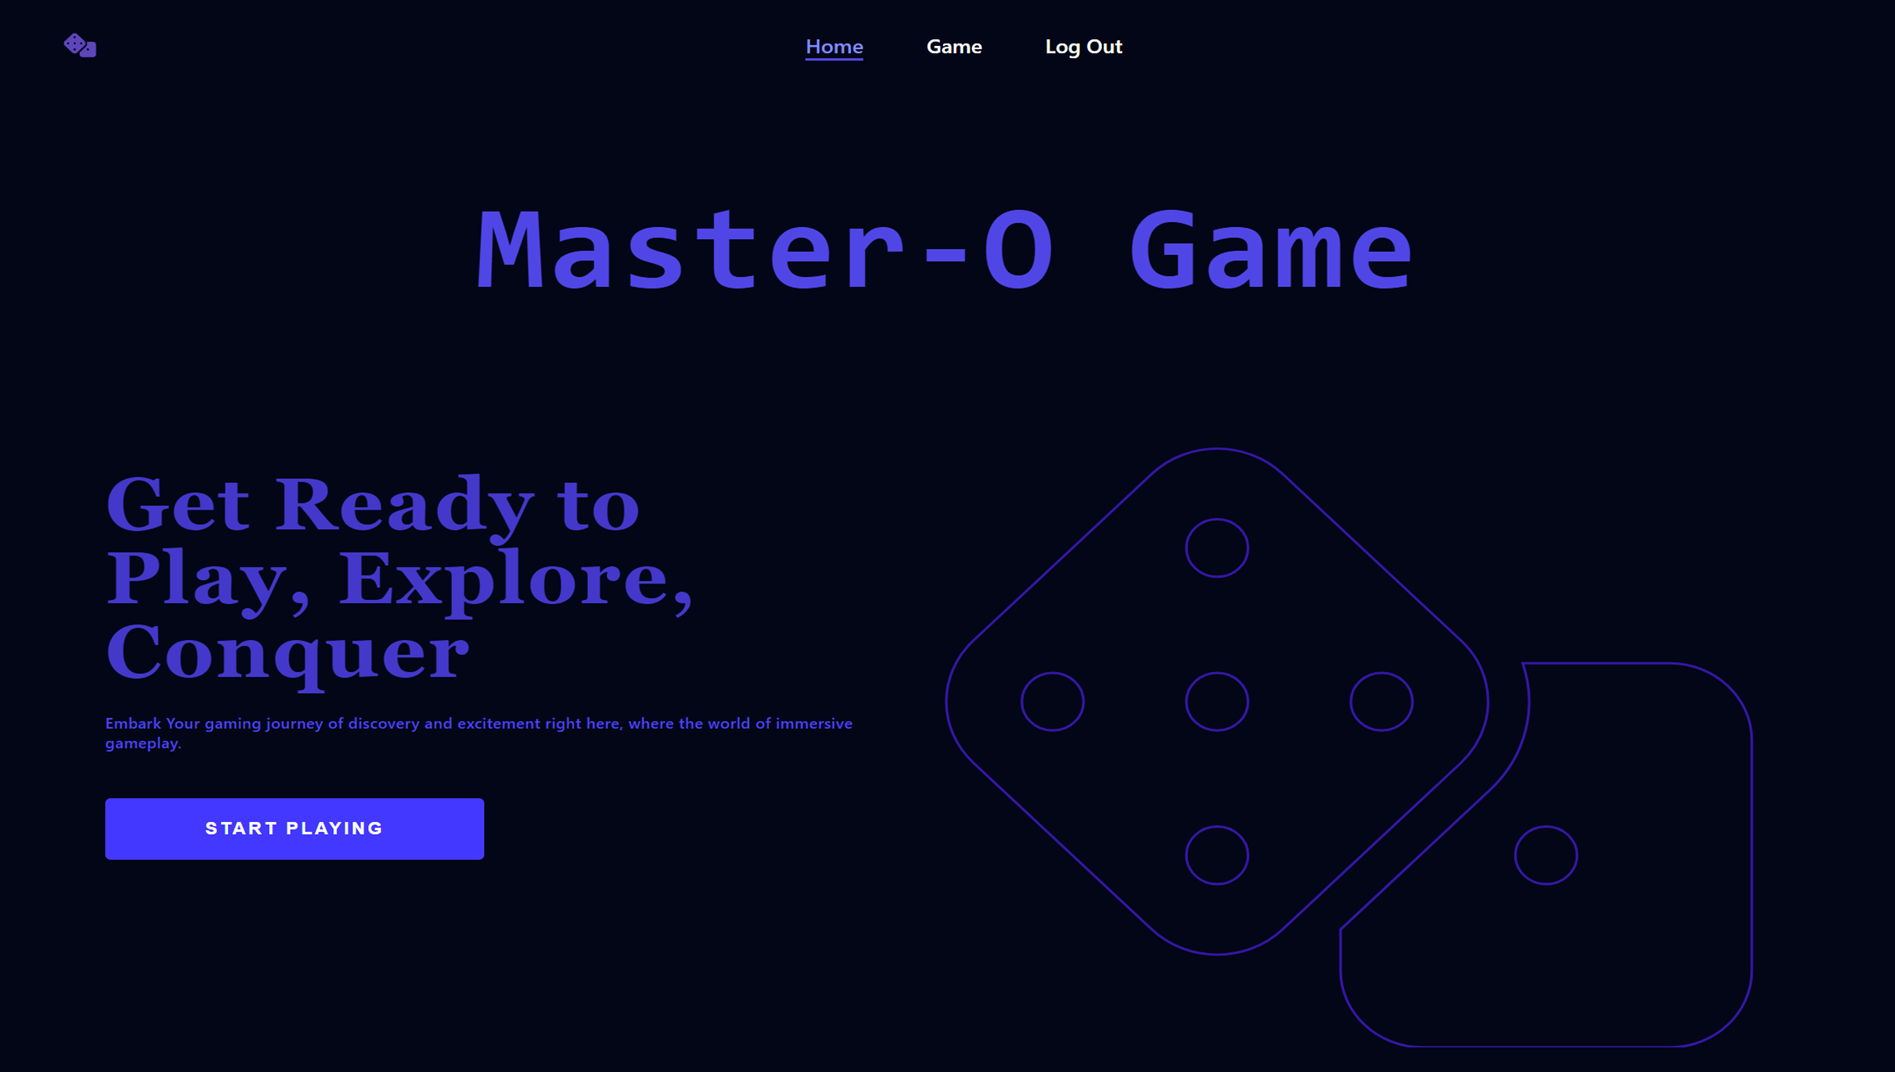 Home Game Log Out
Master-O Game
Get Ready to
Play, Explore,
Conquer
Embark Your gaming journey of discovery and excitement right here, where the world of immersive
gameplay.
START PLAYING